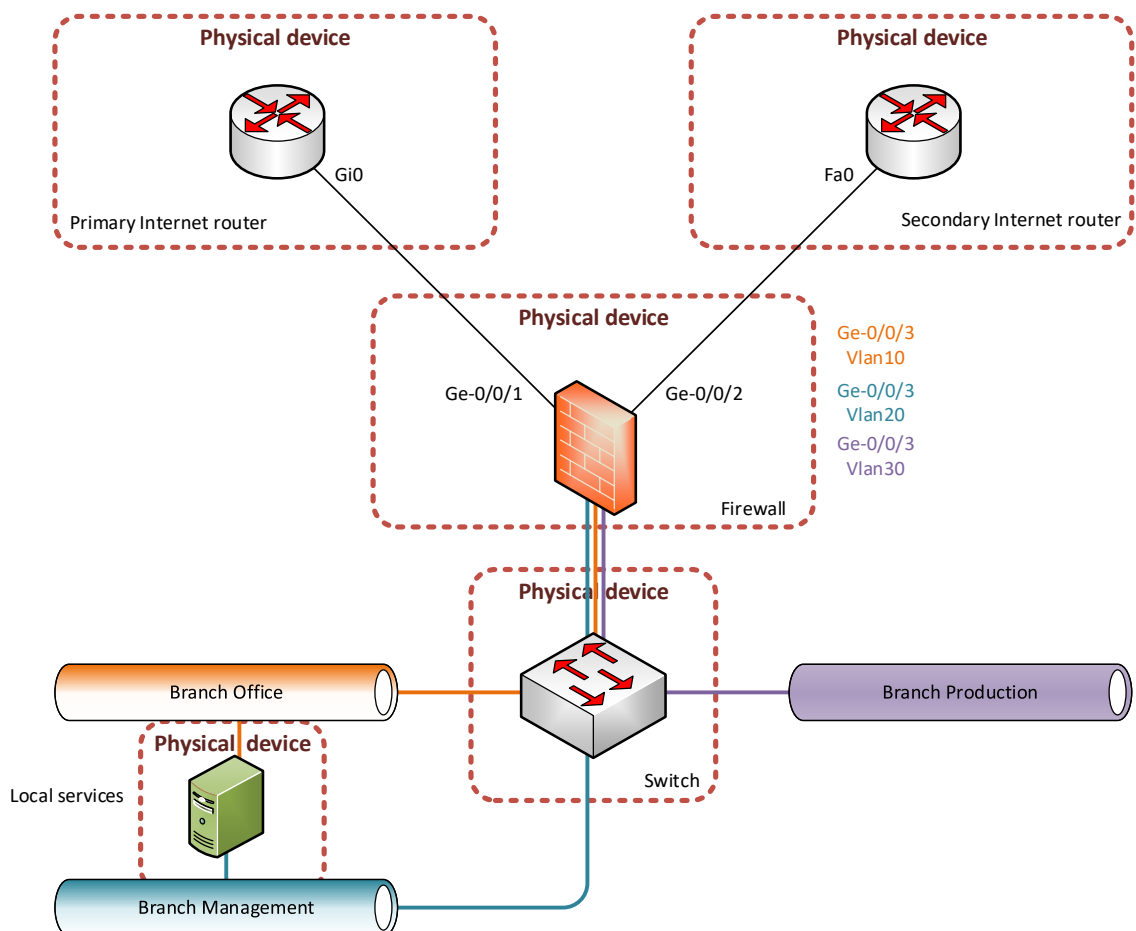 Physical device
Physical device
Gi0
Fa0
Primary Internet router
Secondary Internet router
Physical device
Ge-0/0/3
Vlan10
Ge-0/0/1
Ge-0/0/2
Ge-0/0/3
Vlan20
Ge-0/0/3
Vlan30
Firewall
Physical device
Branch Office
Branch Production
Physical device
Switch
Local services
Branch Management